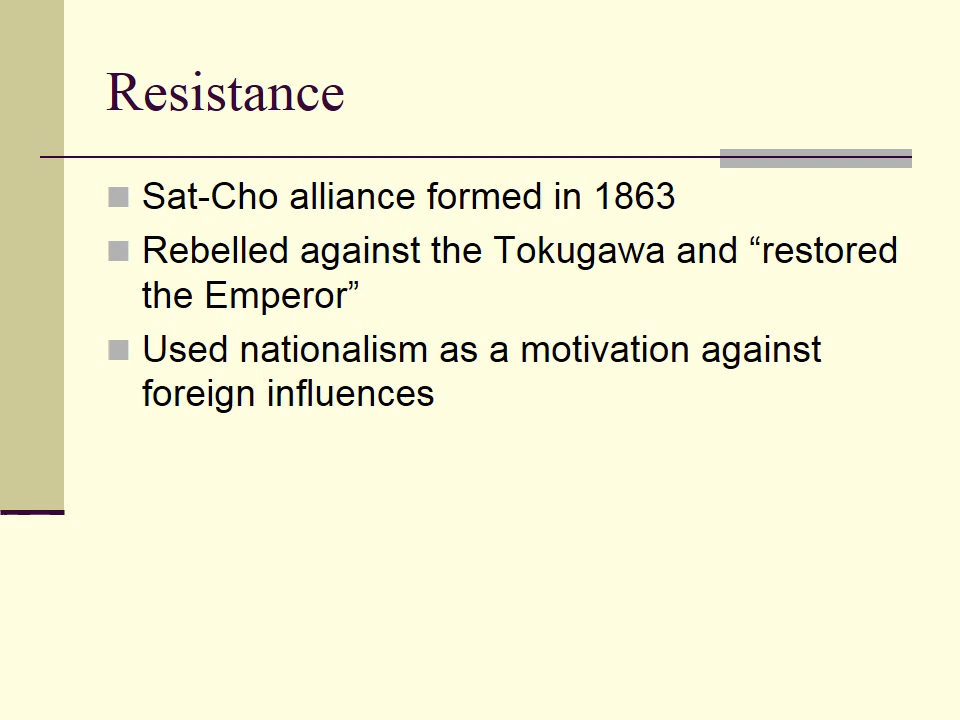 Resistance
Sat-Cho alliance formed in 1863
Rebelled against the Tokugawa and “restored
the Emperor”
Used nationalism as a motivation against
foreign influences